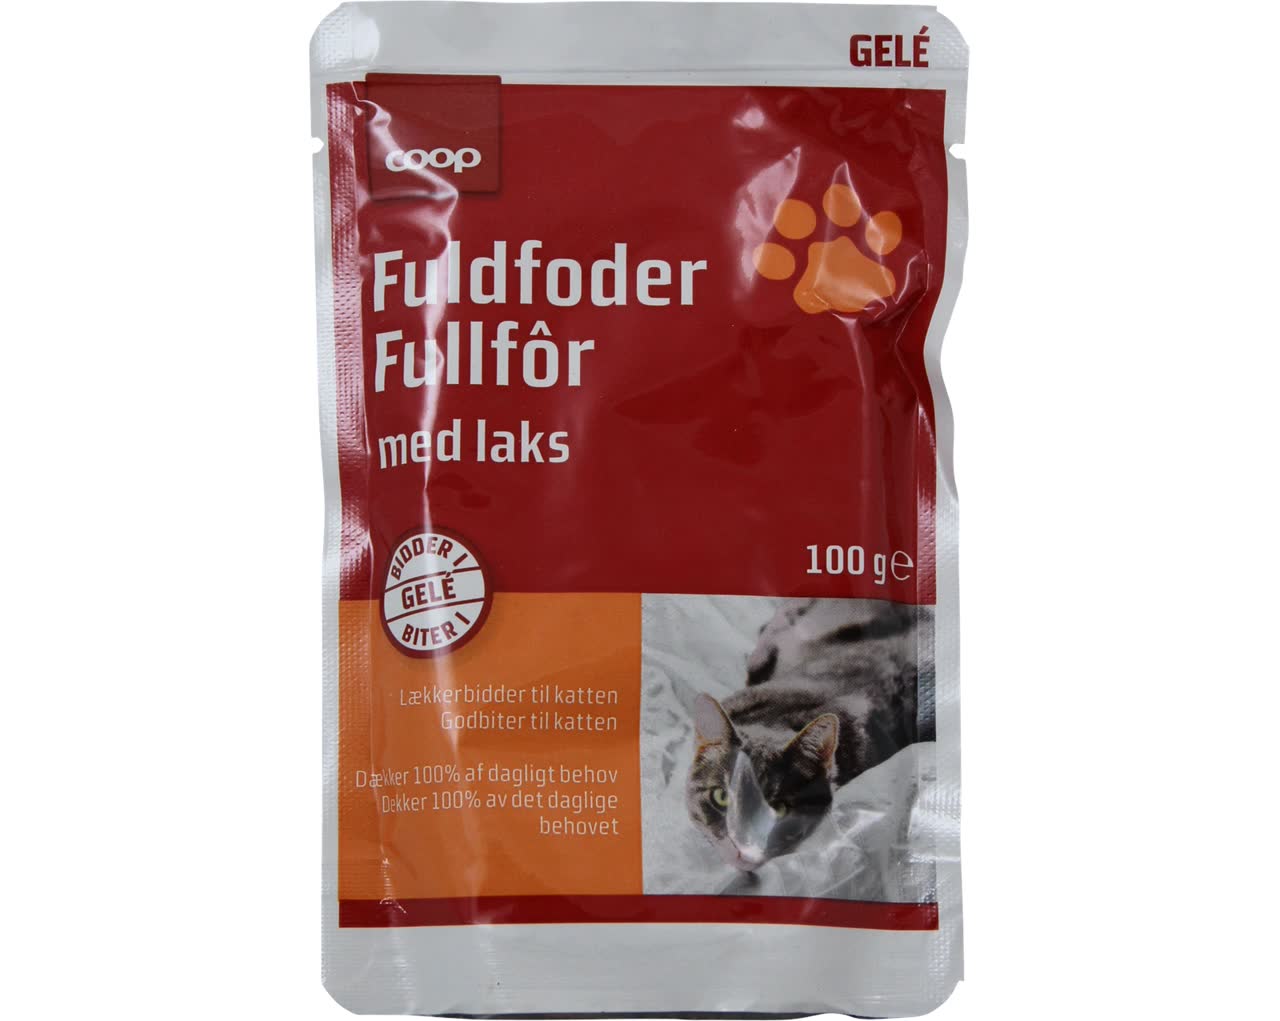 GELÉ
coop
Fuldfoder
Fullfôr
med laks
100 g ℮
BIDDER I
GELÉ
BITER I
Lækkerbidder til katten
Godbiter til katten
Dækker 100% af dagligt behov
Dekker 100% av det daglige
behovet